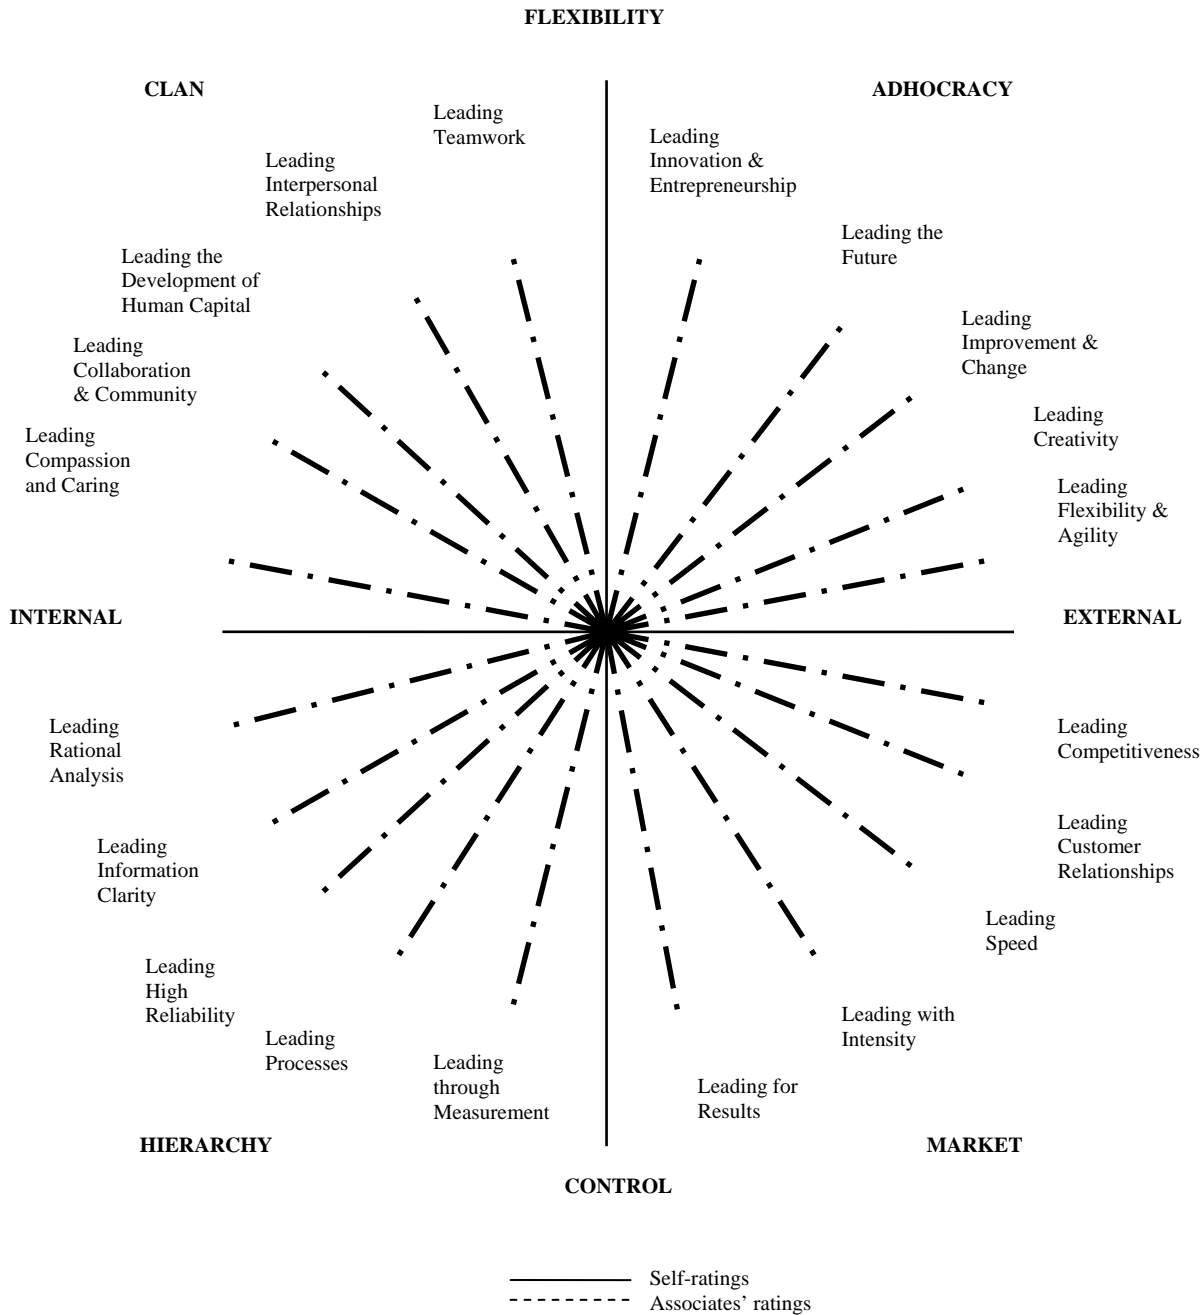 FLEXIBILITY
CLAN
ADHOCRACY
Leading
Teamwork
Leading
Innovation &
Entrepreneurship
Leading
Interpersonal
Relationships
Leading the
Future
Leading the
Development of
Human Capital
Leading
Improvement &
Change
Leading
Collaboration
& Community
Leading
Creativity
Leading
Compassion
and Caring
Leading
Flexibility &
Agility
INTERNAL
EXTERNAL
Leading
Rational
Analysis
Leading
Competitiveness
Leading
Information
Clarity
Leading
Customer
Relationships
Leading
Speed
Leading
High
Reliability
Leading with
Intensity
Leading
Processes
Leading
through
Measurement
Leading for
Results
HIERARCHY
MARKET
CONTROL
Self-ratings
Associates’ ratings